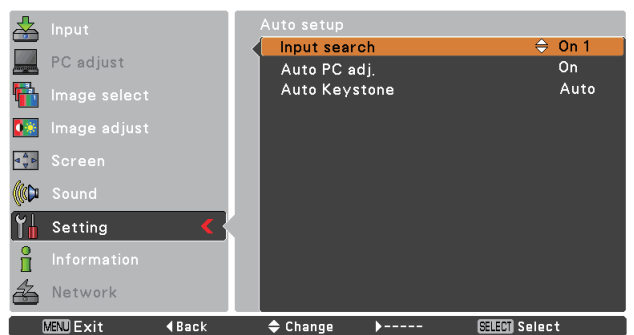 Input
PC adjust
Image select
Image adjust
Screen
Sound
Setting
Information
Network
Auto setup
Input search On 1
Auto PC adj. On
Auto Keystone Auto
MENU Exit Back Change ----- SELECT Select